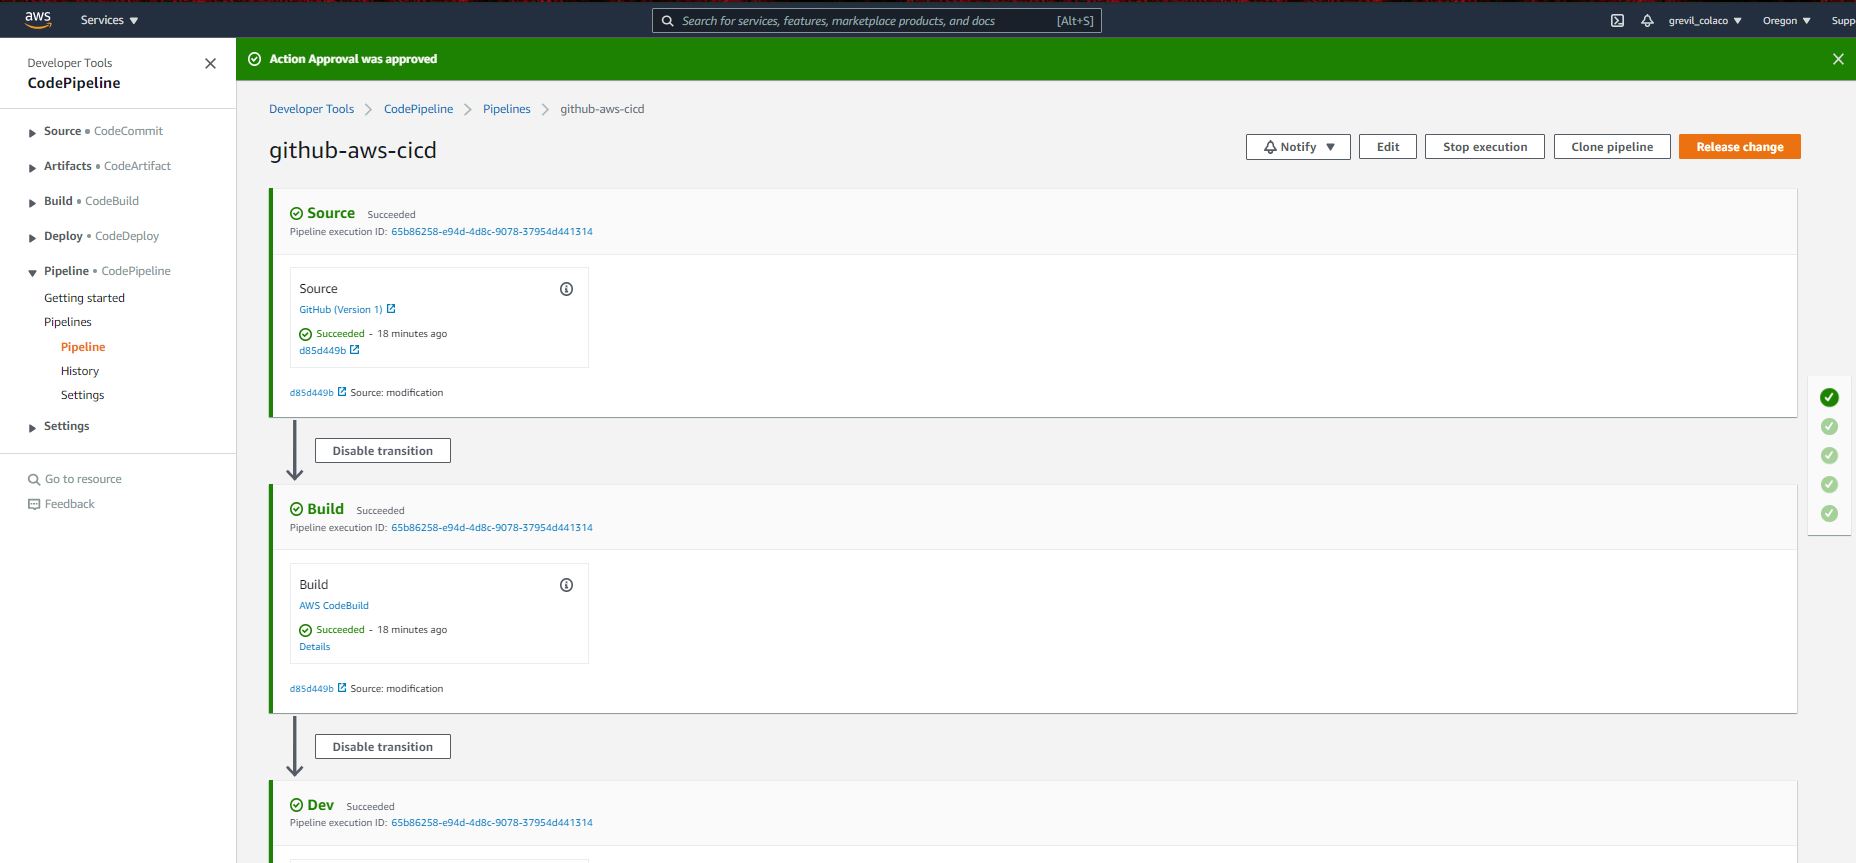 aws Services ▼ Search for services, features, marketplace products, and docs [Alt+S] grevil_colaco ▼ Oregon ▼ Supp
Developer Tools
CodePipeline
Source • CodeCommit
Artifacts • CodeArtifact
Build • CodeBuild
Deploy • CodeDeploy
Pipeline • CodePipeline
Getting started
Pipelines
Pipeline
History
Settings
Settings
Go to resource
Feedback
Action Approval was approved
Developer Tools > CodePipeline > Pipelines > github-aws-cicd
github-aws-cicd
Notify ▼ Edit Stop execution Clone pipeline Release change
Source Succeeded
Pipeline execution ID: 65b86258-e94d-4d8c-9078-37954d441314
Source
GitHub (Version 1)
Succeeded - 18 minutes ago
d85d449b
d85d449b Source: modification
Disable transition
Build Succeeded
Pipeline execution ID: 65b86258-e94d-4d8c-9078-37954d441314
Build
AWS CodeBuild
Succeeded - 18 minutes ago
Details
d85d449b Source: modification
Disable transition
Dev Succeeded
Pipeline execution ID: 65b86258-e94d-4d8c-9078-37954d441314